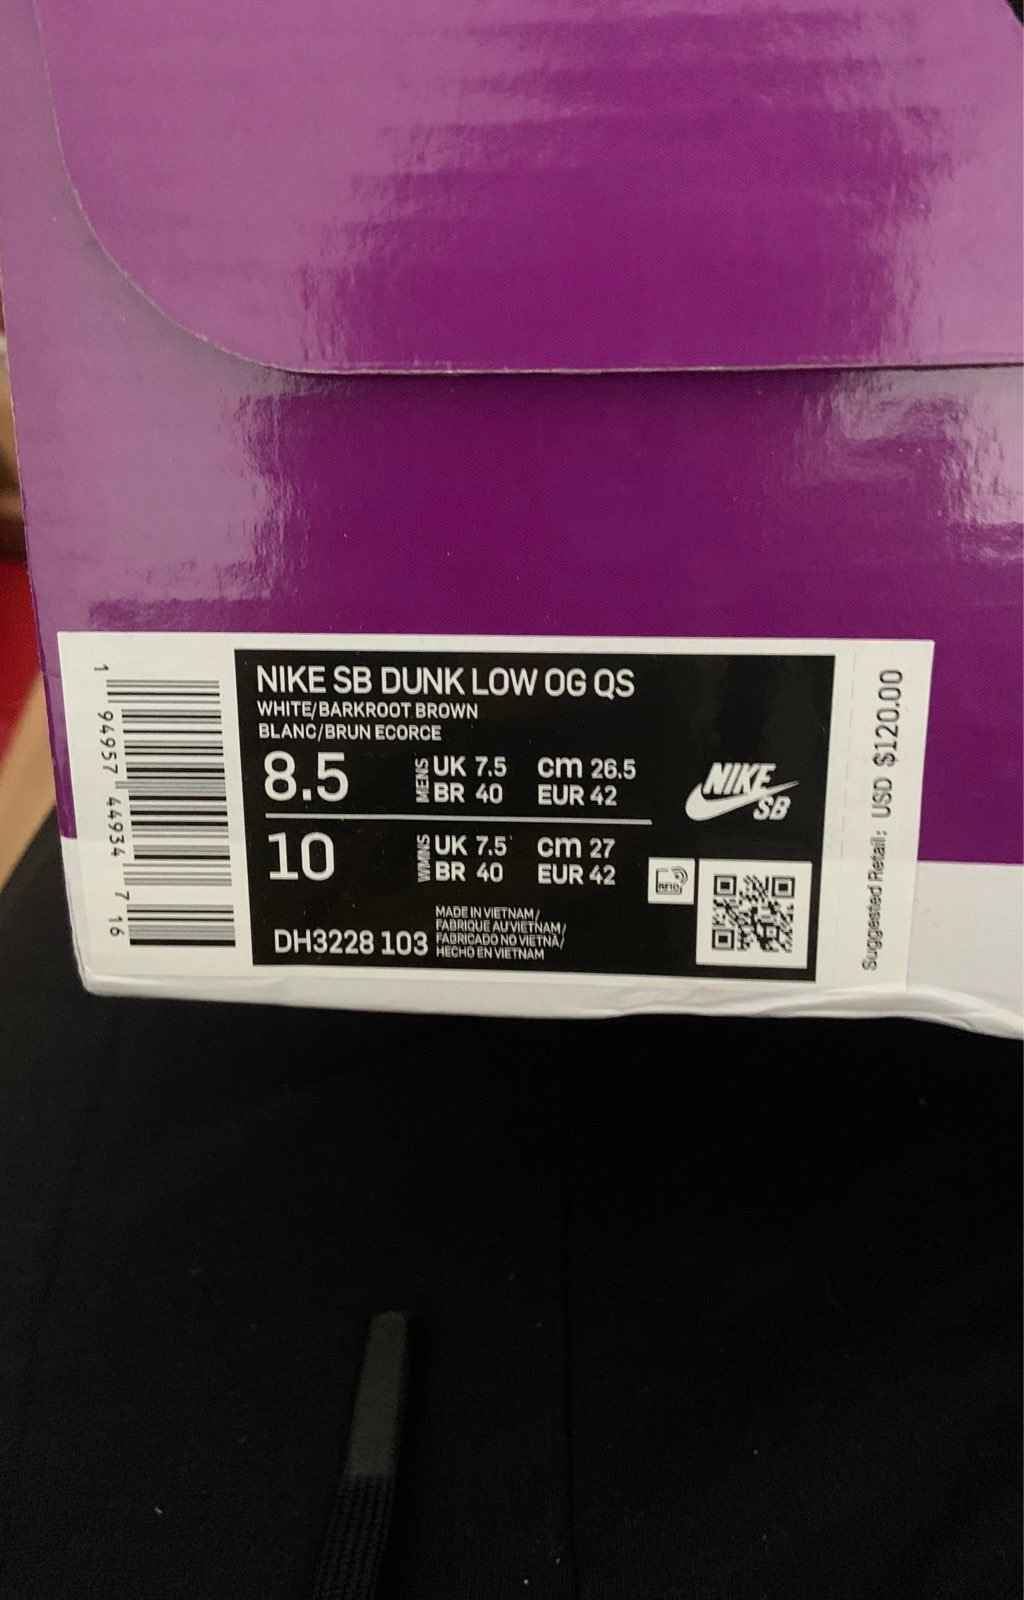 NIKE SB DUNK LOW OG QS
WHITE/BARKROOT BROWN
BLANC/BRUN ECORCE
8.5 MENS UK 7.5 cm 26.5
BR 40 EUR 42
10 WMNS UK 7.5 cm 27
BR 40 EUR 42
NIKE
SB
RFID
DH3228 103
MADE IN VIETNAM/
FABRIQUE AU VIETNAM/
FABRICADO NO VIETNÃ/
HECHO EN VIETNAM
1 94957 44934 7 16
Suggested Retail: USD $120.00